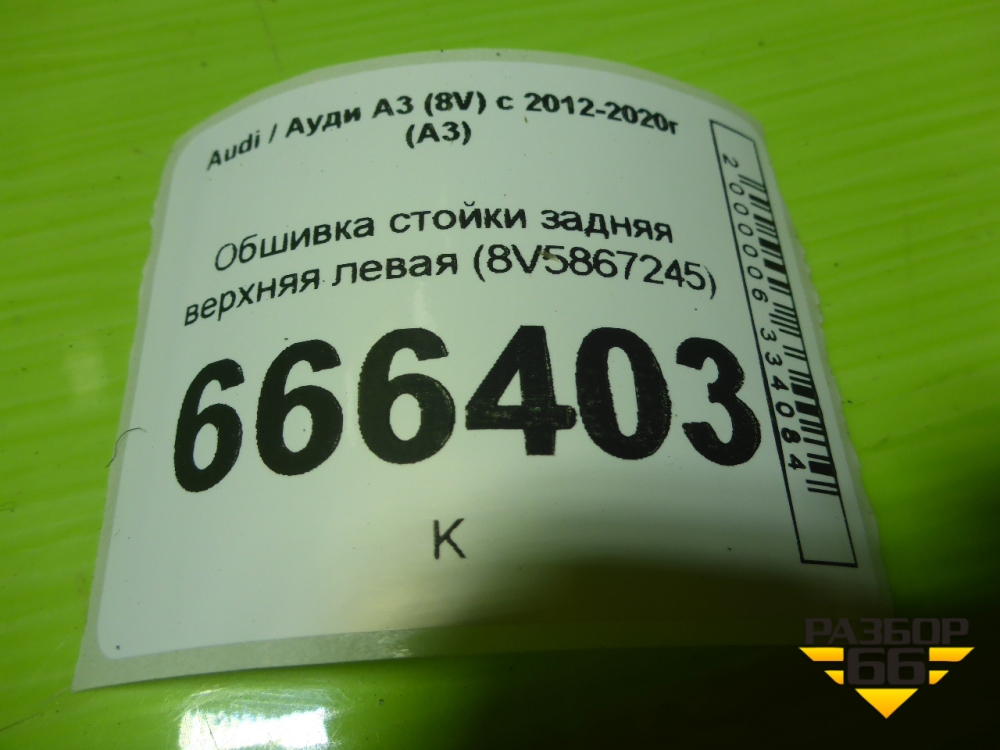 Audi / Ауди А3 (8V) с 2012-2020г
(А3)
Обшивка стойки задняя
верхняя левая (8V5867245)
666403
К
2000006334084
РАЗБОР
66